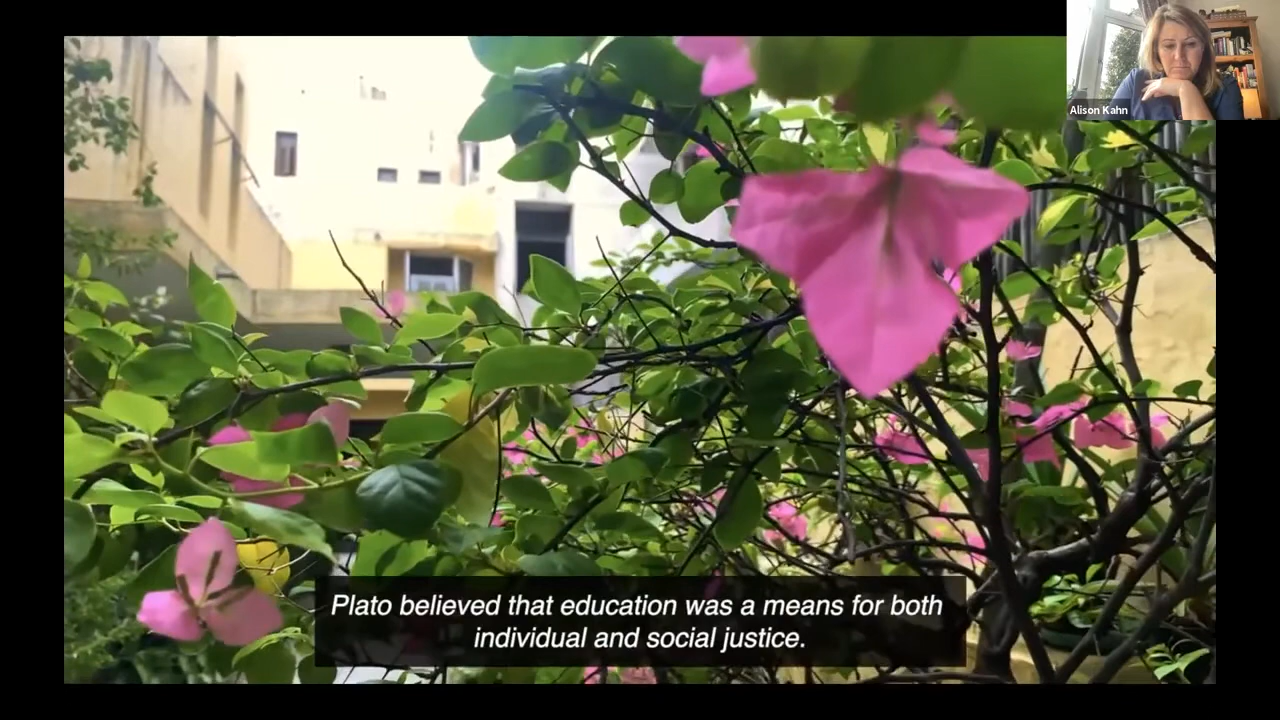 Alison Kahn
Plato believed that education was a means for both
individual and social justice.